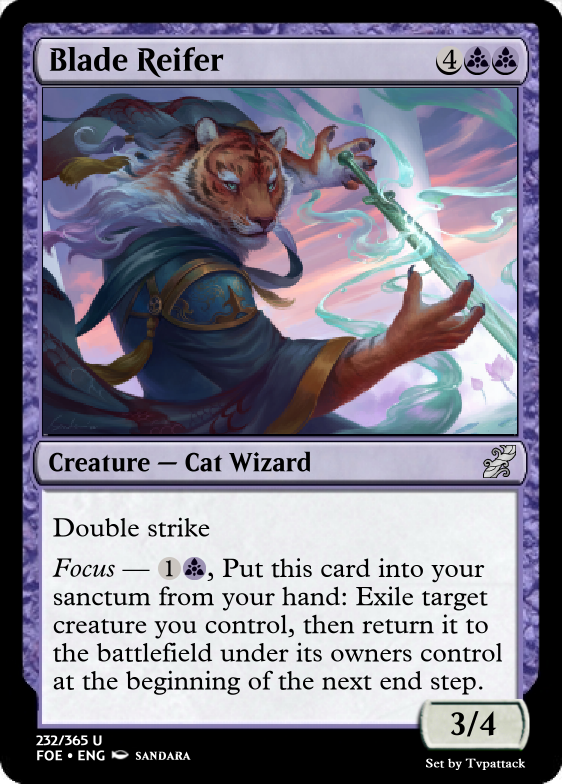 Blade Reifer 4
Creature — Cat Wizard
Double strike
Focus — 1, Put this card into your
sanctum from your hand: Exile target
creature you control, then return it to
the battlefield under its owners control
at the beginning of the next end step.
3/4
232/365 U
FOE • ENG SANDARA
Set by Tvpattack